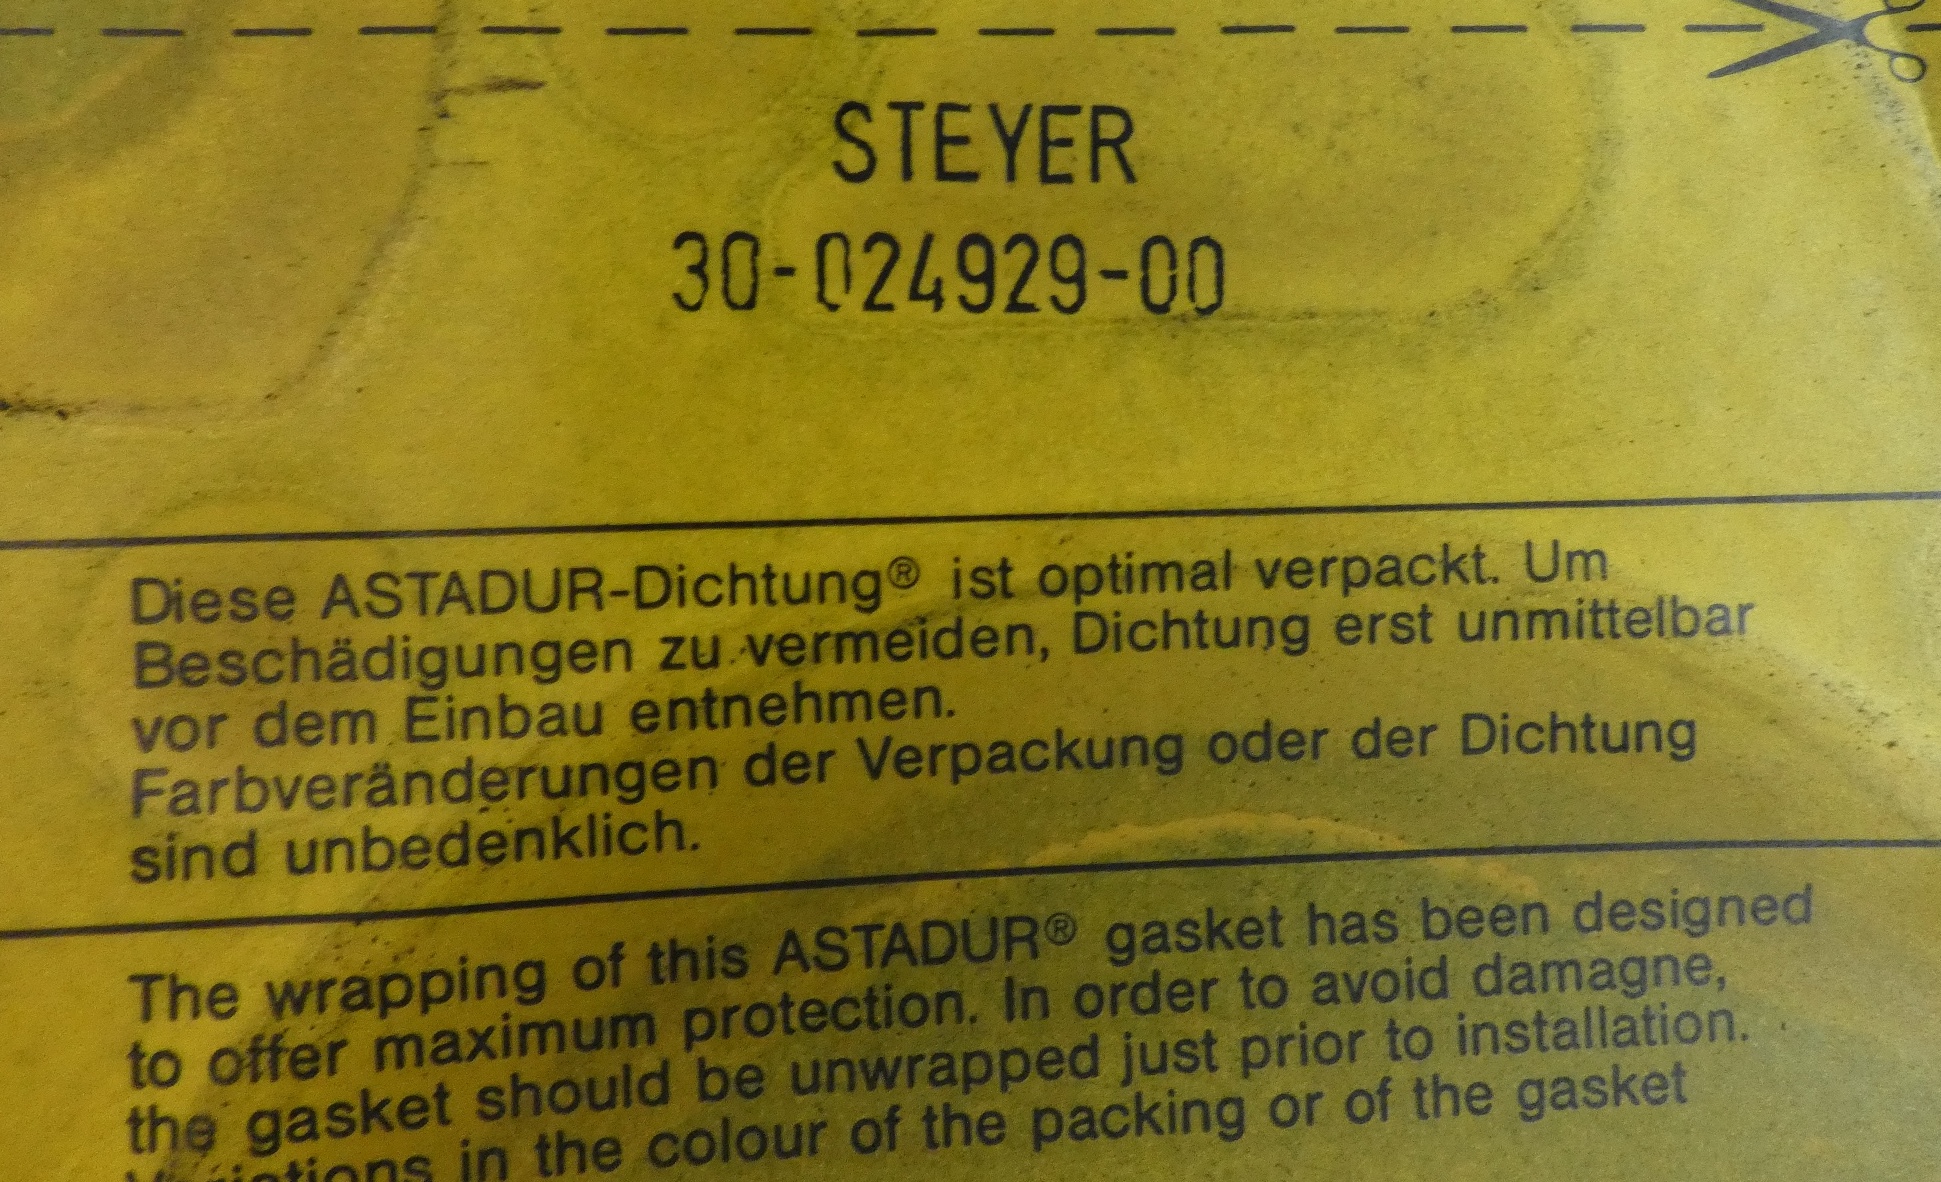 STEYER
30-024929-00
Diese ASTADUR-Dichtung® ist optimal verpackt. Um
Beschädigungen zu vermeiden, Dichtung erst unmittelbar
vor dem Einbau entnehmen.
Farbveränderungen der Verpackung oder der Dichtung
sind unbedenklich.
The wrapping of this ASTADUR® gasket has been designed
to offer maximum protection. In order to avoid damagne,
the gasket should be unwrapped just prior to installation.
Variations in the colour of the packing or of the gasket